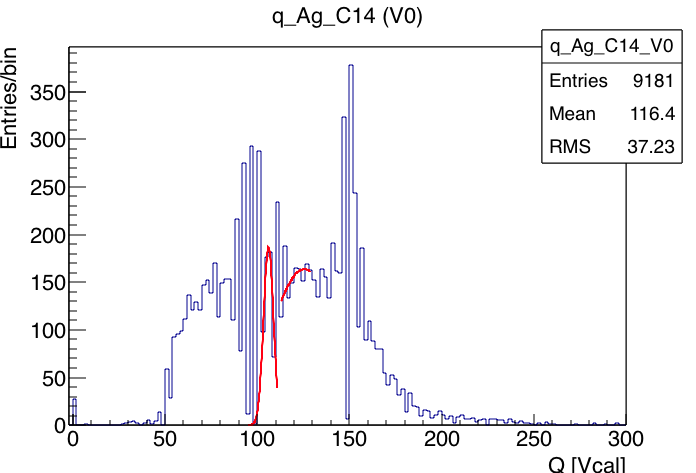 q_Ag_C14 (V0)
q_Ag_C14_V0
Entries 9181
Mean 116.4
RMS 37.23
Entries/bin
350
300
250
200
150
100
50
0
0 50 100 150 200 250 300
Q [Vcal]